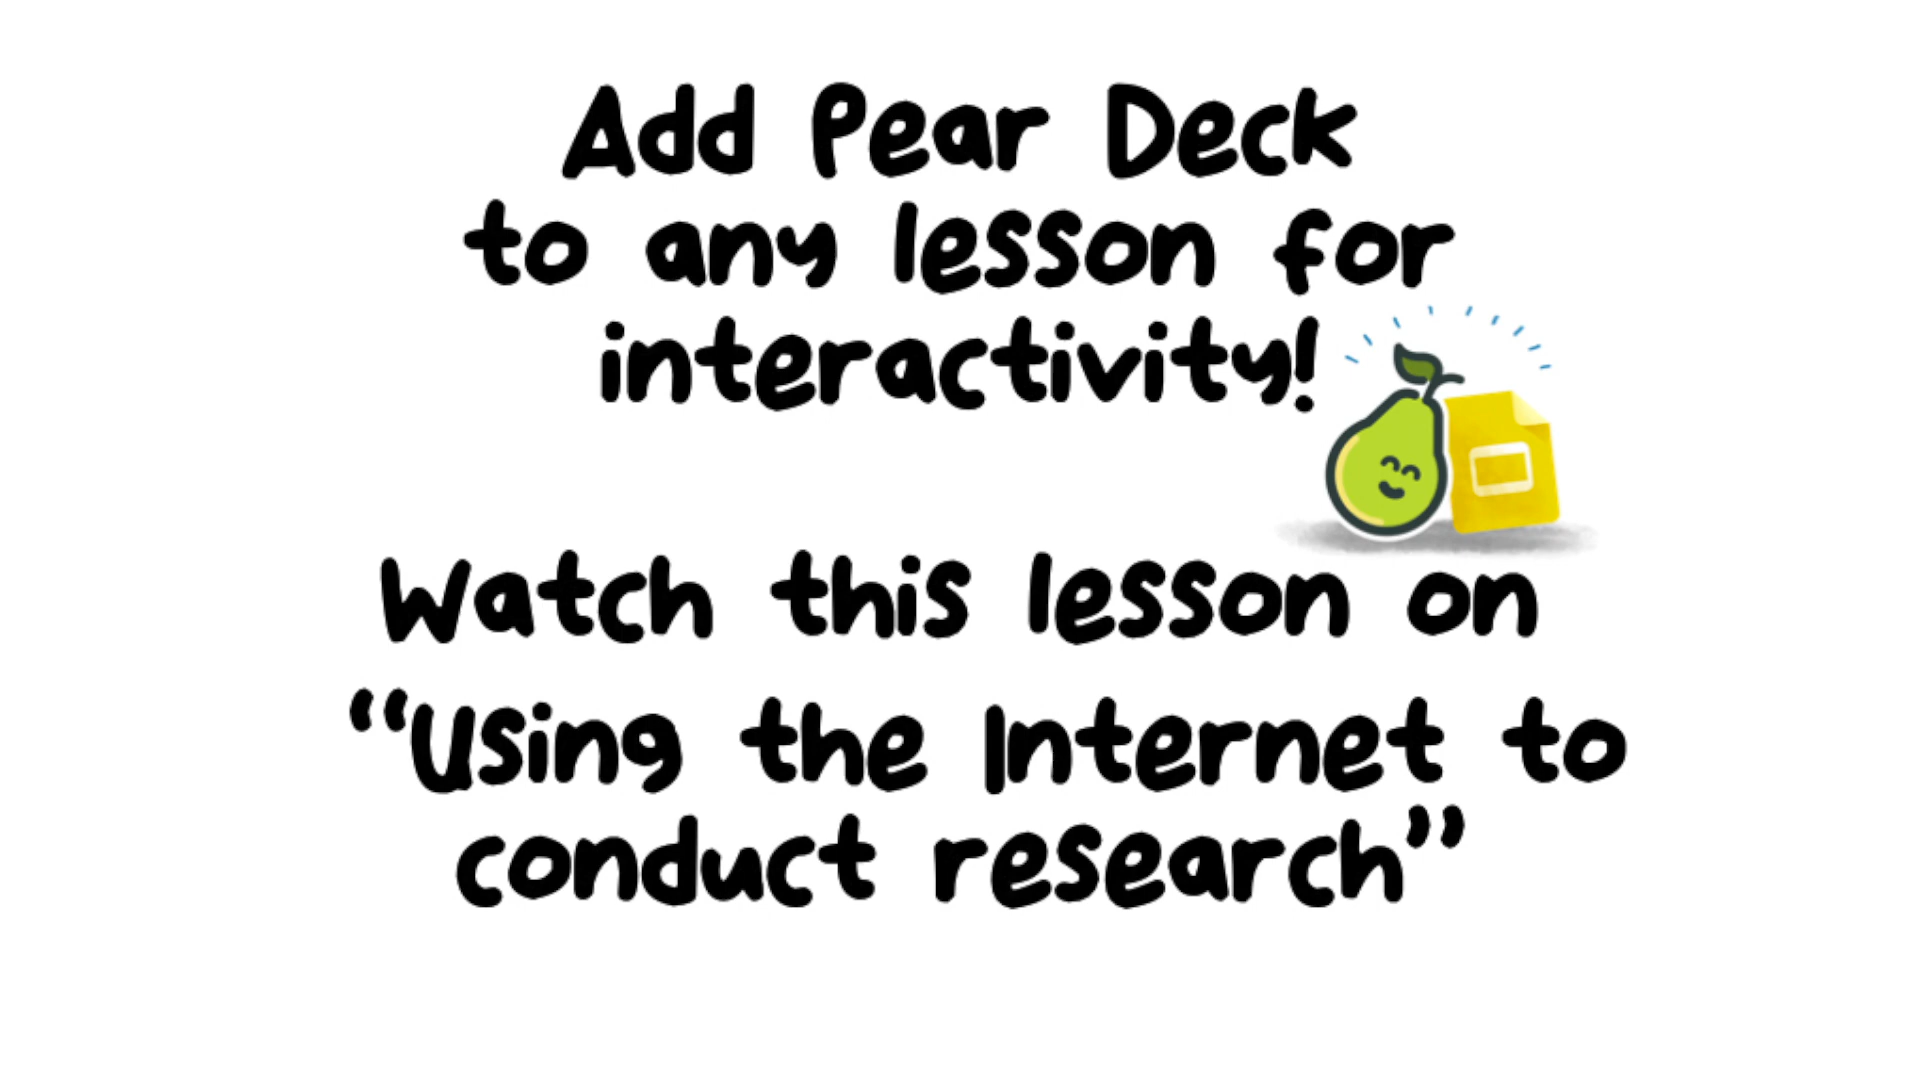 Add Pear Deck
to any lesson for
interactivity!
Watch this lesson on
“Using the Internet to
conduct research”